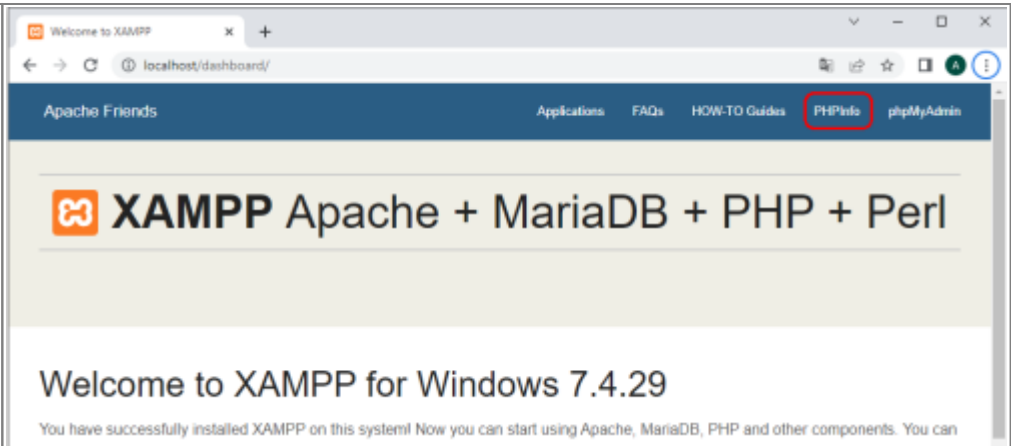 Welcome to XAMPP
localhost/dashboard/
A
Apache Friends Applications FAQs HOW-TO Guides PHPInfo phpMyAdmin
XAMPP Apache + MariaDB + PHP + Perl
Welcome to XAMPP for Windows 7.4.29
You have successfully installed XAMPP on this system! Now you can start using Apache, MariaDB, PHP and other components. You can